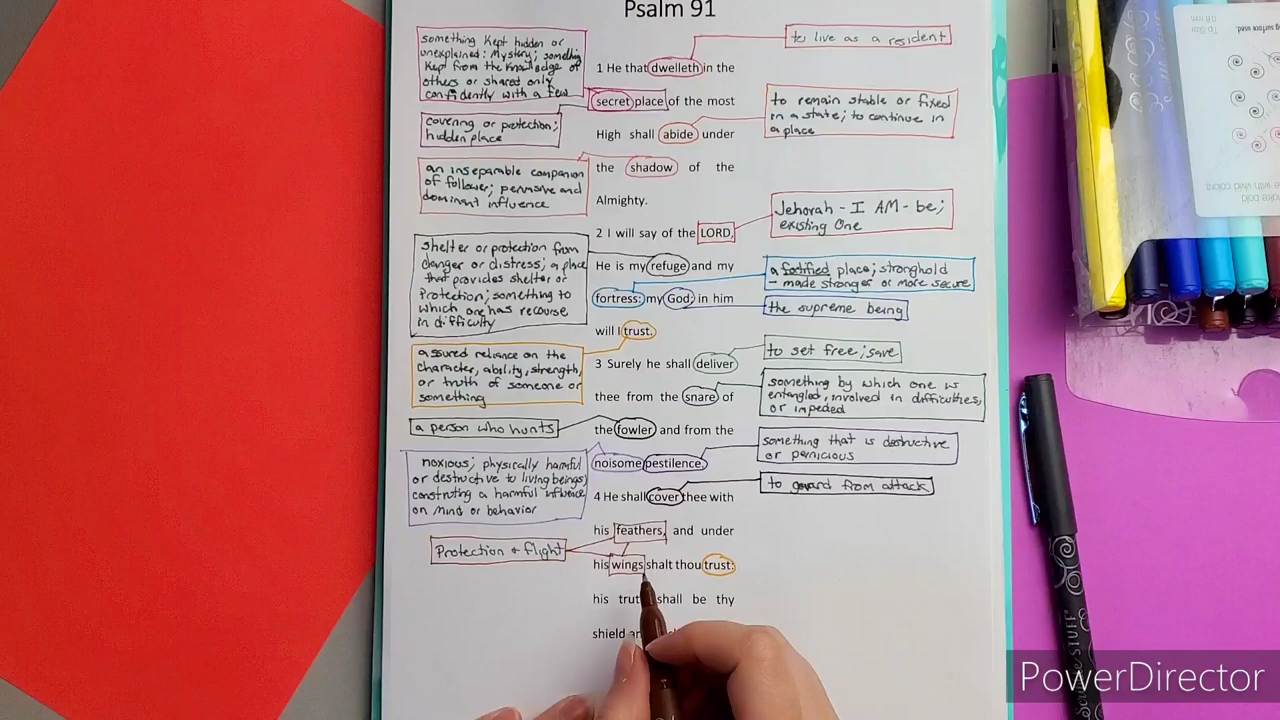 Psalm 91
something kept hidden or
unexplained: mystery; something
kept from the knowledge of
others or shared only
confidently with a few
to live as a resident
1 He that dwelleth in the
secret place of the most
covering or protection;
hidden place
to remain stable or fixed
in a state; to continue in
a place
High shall abide under
an inseparable companion
of follower; pervasive and
dominant influence
the shadow of the
Almighty.
Jehovah - I AM - be;
existing One
2 I will say of the LORD,
shelter or protection from
danger or distress; a place
that provides shelter or
protection; something to
which one has recourse
in difficulty
He is my refuge and my
a fortified place; stronghold
- made stronger or more secure
fortress: my God; in him
the supreme being
will I trust.
assured reliance on the
character, ability, strength,
or truth of someone or
something
3 Surely he shall deliver
to set free; save
thee from the snare of
something by which one is
entangled, involved in difficulties,
or impeded
a person who hunts
the fowler and from the
noisome pestilence.
something that is destructive
or pernicious
noxious; physically harmful
or destructive to living beings;
constituting a harmful influence
on mind or behavior
4 He shall cover thee with
to guard from attack
his feathers, and under
Protection & flight
his wings shalt thou trust:
his shall be thy
shield
PowerDirector